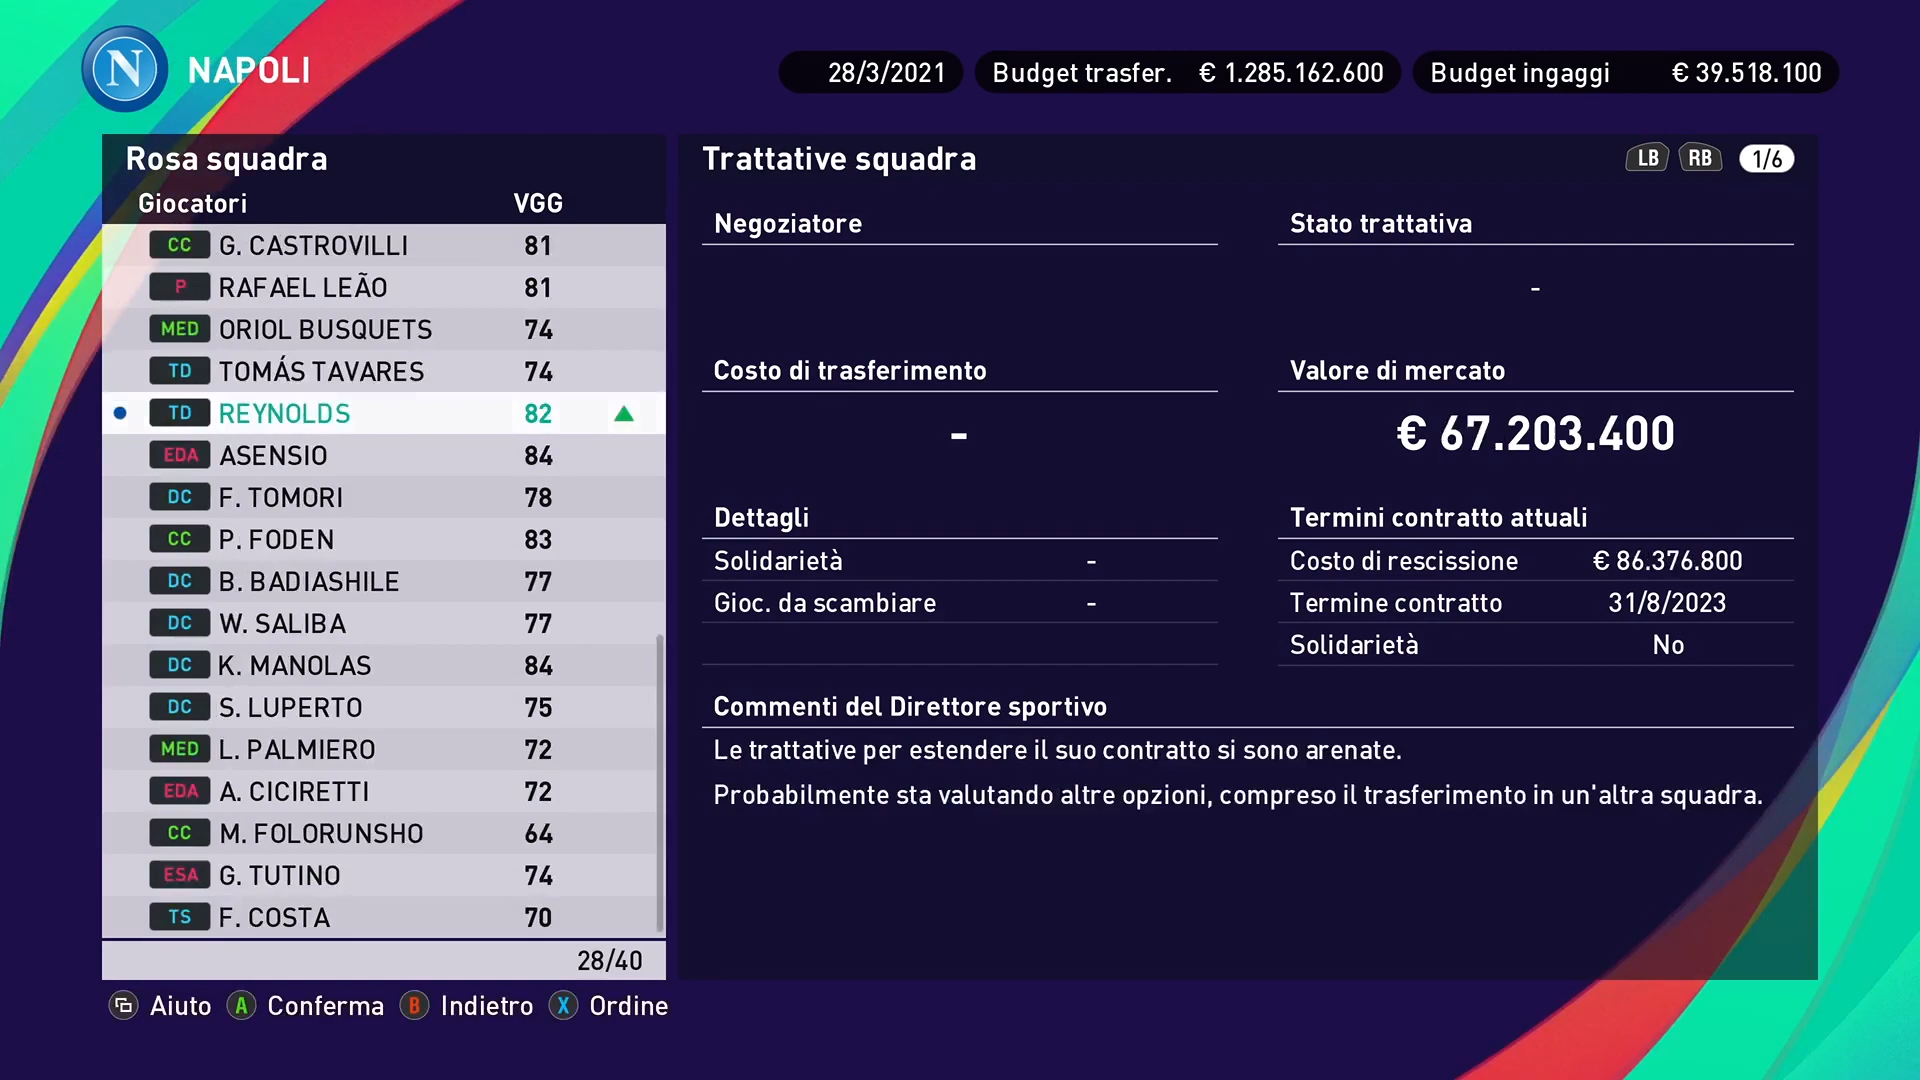 N NAPOLI
28/3/2021 Budget trasfer. € 1.285.162.600 Budget ingaggi € 39.518.100
Rosa squadra
Giocatori VGG
CC G. CASTROVILLI 81
P RAFAEL LEÃO 81
MED ORIOL BUSQUETS 74
TD TOMÁS TAVARES 74
TD REYNOLDS 82
EDA ASENSIO 84
DC F. TOMORI 78
CC P. FODEN 83
DC B. BADIASHILE 77
DC W. SALIBA 77
DC K. MANOLAS 84
DC S. LUPERTO 75
MED L. PALMIERO 72
EDA A. CICIRETTI 72
CC M. FOLORUNSHO 64
ESA G. TUTINO 74
TS F. COSTA 70
28/40
Trattative squadra LB RB 1/6
Negoziatore
Stato trattativa
-
Costo di trasferimento
-
Valore di mercato
€ 67.203.400
Dettagli
Solidarietà -
Gioc. da scambiare -
Termini contratto attuali
Costo di rescissione € 86.376.800
Termine contratto 31/8/2023
Solidarietà No
Commenti del Direttore sportivo
Le trattative per estendere il suo contratto si sono arenate.
Probabilmente sta valutando altre opzioni, compreso il trasferimento in un'altra squadra.
Aiuto A Conferma B Indietro X Ordine